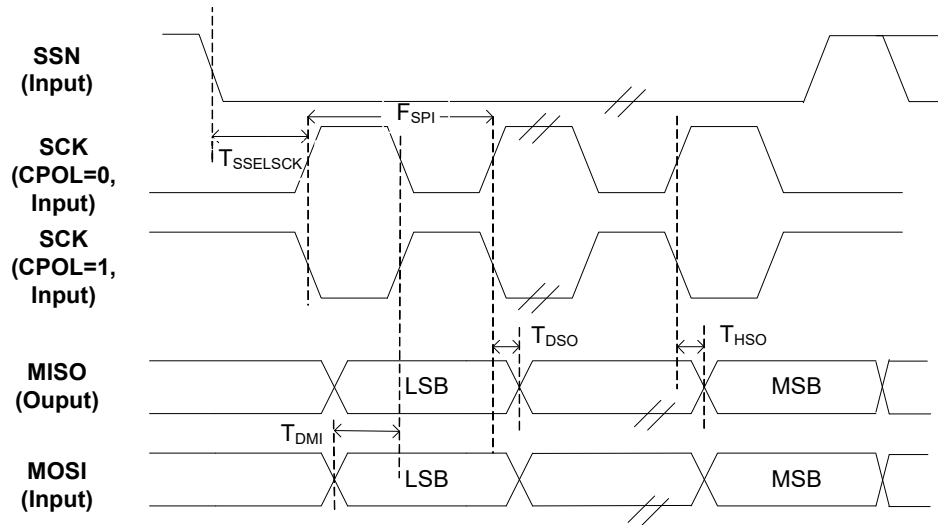 SSN
(Input)
F_SPI
SCK
(CPOL=0,
Input)
T_SSELSCK
SCK
(CPOL=1,
Input)
T_DSO
T_HSO
MISO
(Ouput)
LSB
MSB
T_DMI
MOSI
(Input)
LSB
MSB